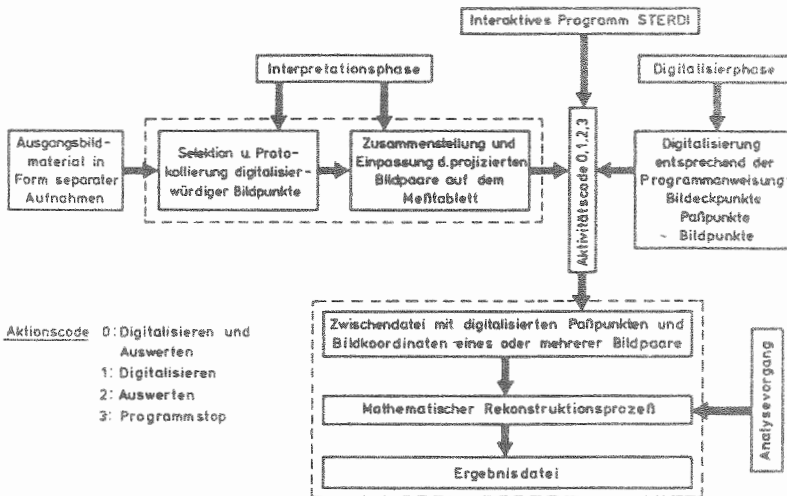 Interaktives Programm STERDI
Interpretationsphase
Digitalisierphase
Ausgangsbild-
material in
Form separater
Aufnahmen
Selektion u. Proto-
kollierung digitalisier-
würdiger Bildpunkte
Zusammenstellung und
Einpassung d. projizierten
Bildpaare auf dem
Meßtablett
Aktivitätscode 0,1,2,3
Digitalisierung
entsprechend der
Programmanweisung:
Bildeckpunkte
Paßpunkte
~ Bildpunkte
Aktionscode 0: Digitalisieren und
Auswerten
1: Digitalisieren
2: Auswerten
3: Programmstop
Zwischendatei mit digitalisierten Paßpunkten und
Bildkoordinaten eines oder mehrerer Bildpaare
Mathematischer Rekonstruktionsprozeß
Ergebnisdatei
Analysevorgang